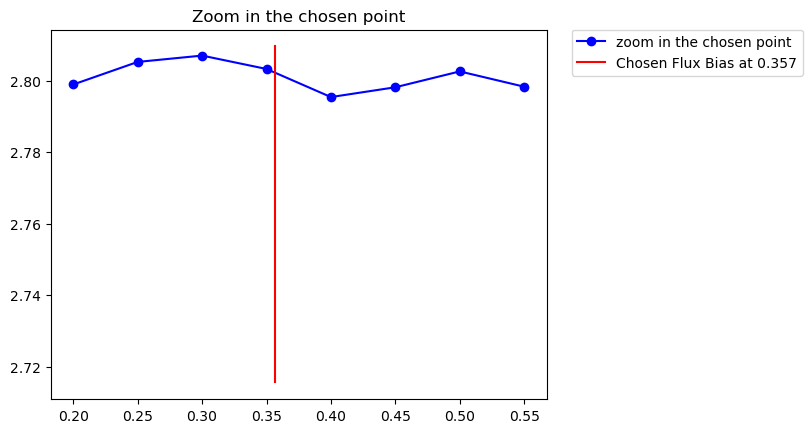 Zoom in the chosen point
zoom in the chosen point
Chosen Flux Bias at 0.357
2.80
2.78
2.76
2.74
2.72
0.20 0.25 0.30 0.35 0.40 0.45 0.50 0.55